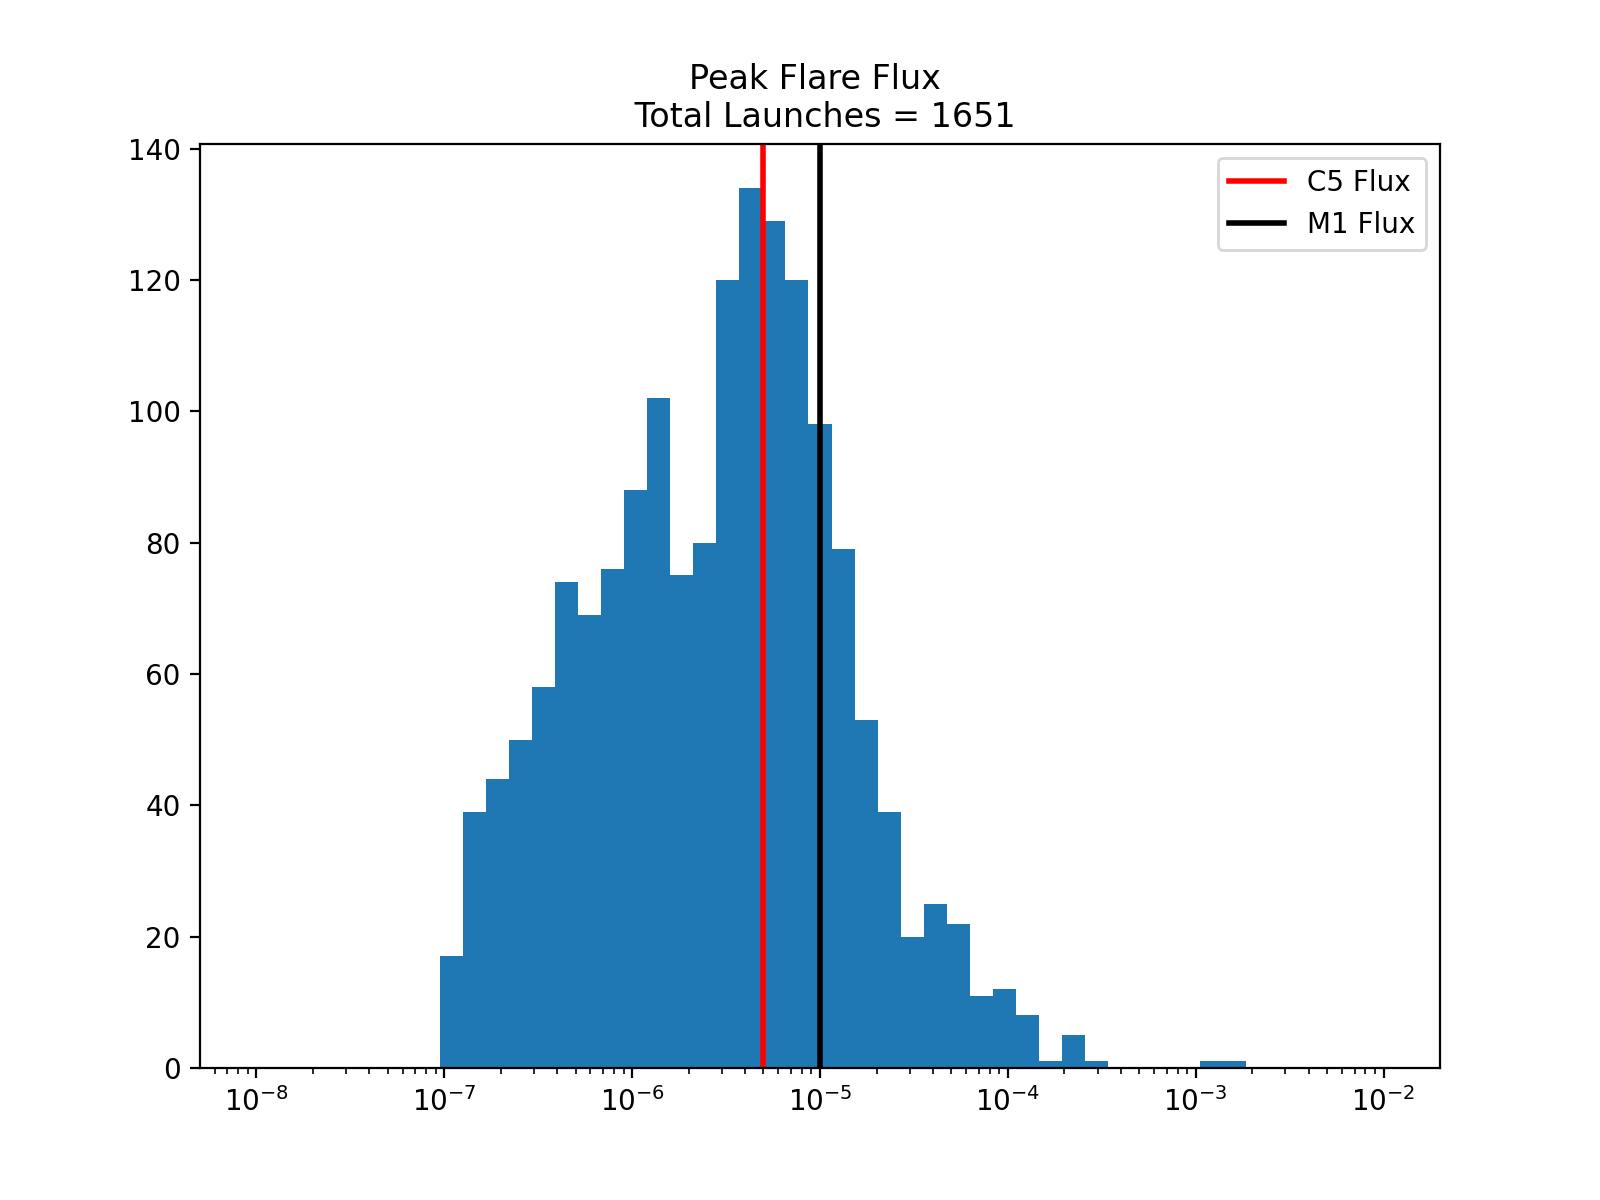 Peak Flare Flux
Total Launches = 1651
C5 Flux
M1 Flux
140
120
100
80
60
40
20
0
10⁻⁸ 10⁻⁷ 10⁻⁶ 10⁻⁵ 10⁻⁴ 10⁻³ 10⁻²